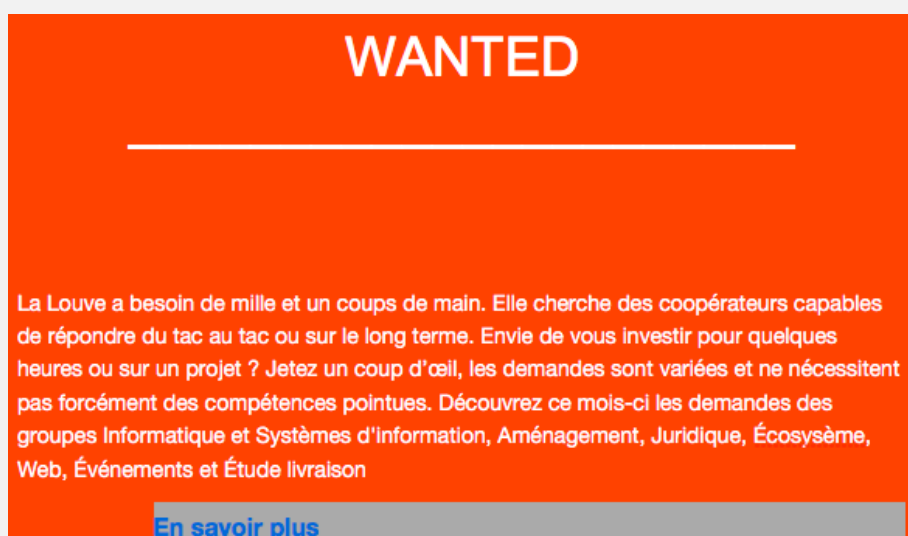 WANTED
La Louve a besoin de mille et un coups de main. Elle cherche des coopérateurs capables
de répondre du tac au tac ou sur le long terme. Envie de vous investir pour quelques
heures ou sur un projet ? Jetez un coup d’œil, les demandes sont variées et ne nécessitent
pas forcément des compétences pointues. Découvrez ce mois-ci les demandes des
groupes Informatique et Systèmes d'information, Aménagement, Juridique, Écosysème,
Web, Événements et Étude livraison
En savoir plus